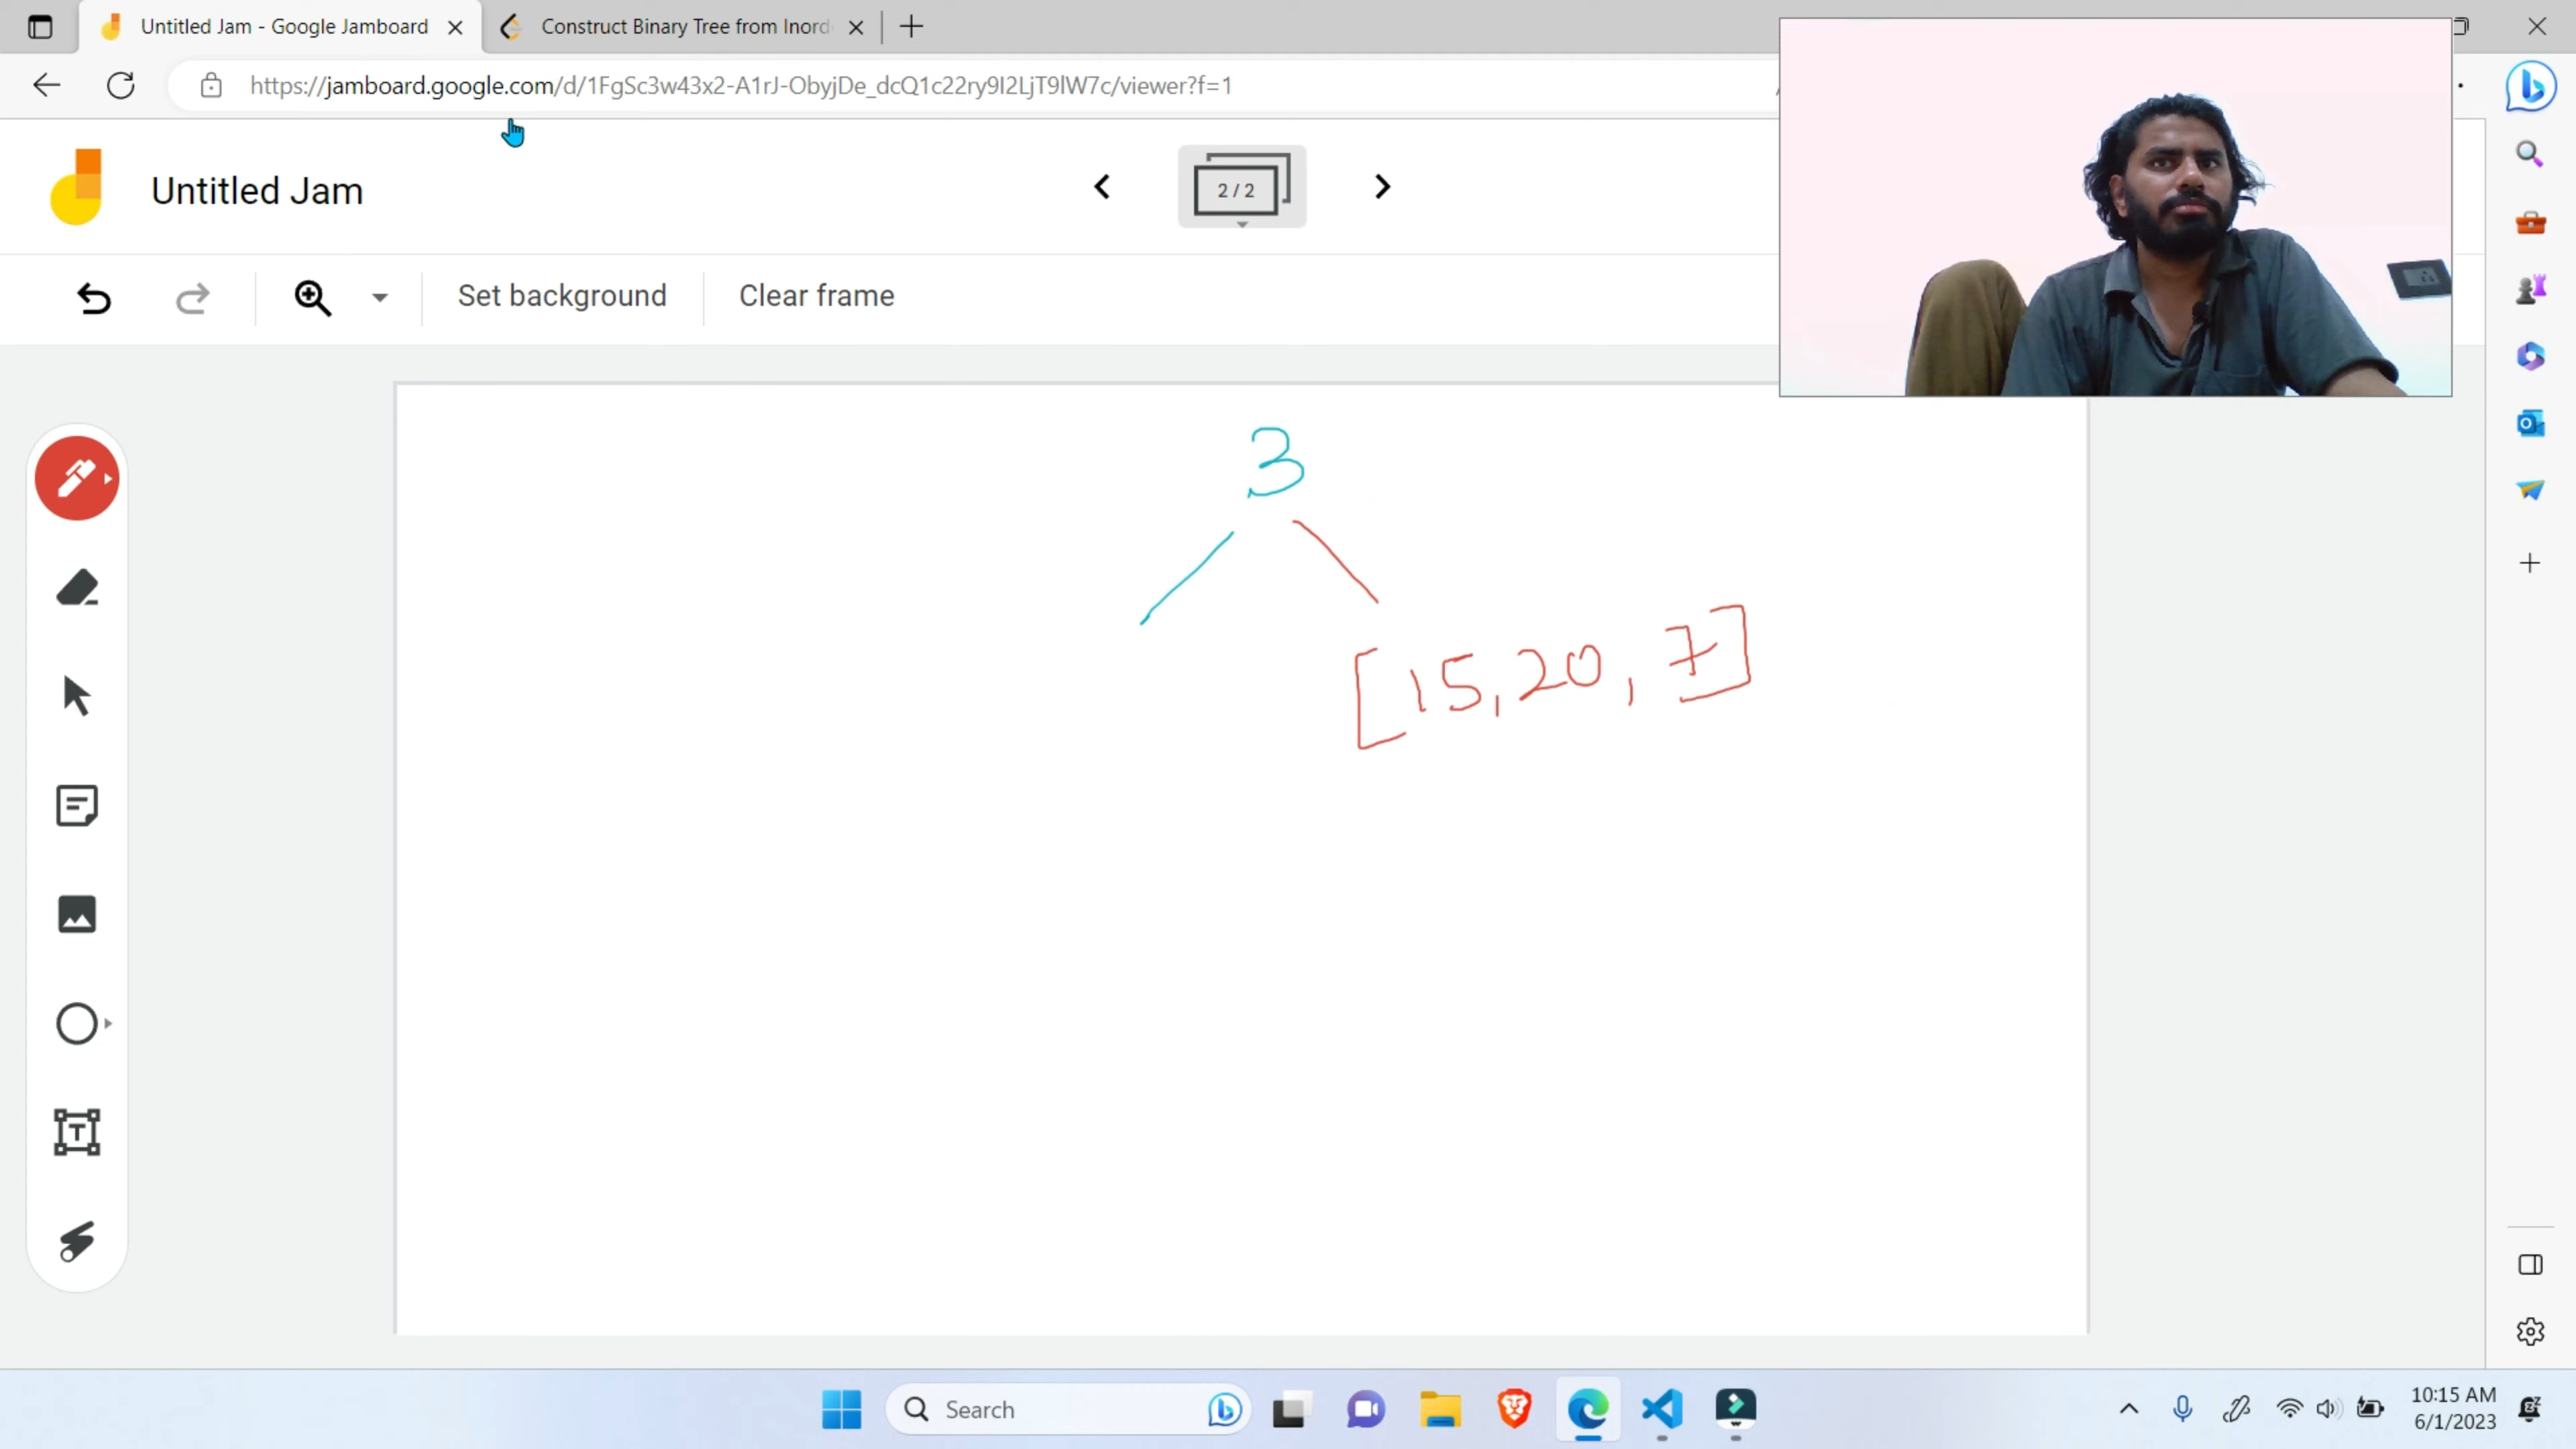 Untitled Jam - Google Jamboard
Construct Binary Tree from Inord
https://jamboard.google.com/d/1FgSc3w43x2-A1rJ-ObyjDe_dcQ1c22ry9I2LjT9lW7c/viewer?f=1
Untitled Jam
2 / 2
Set background
Clear frame
3
[15, 20, 7]
Search
10:15 AM
6/1/2023